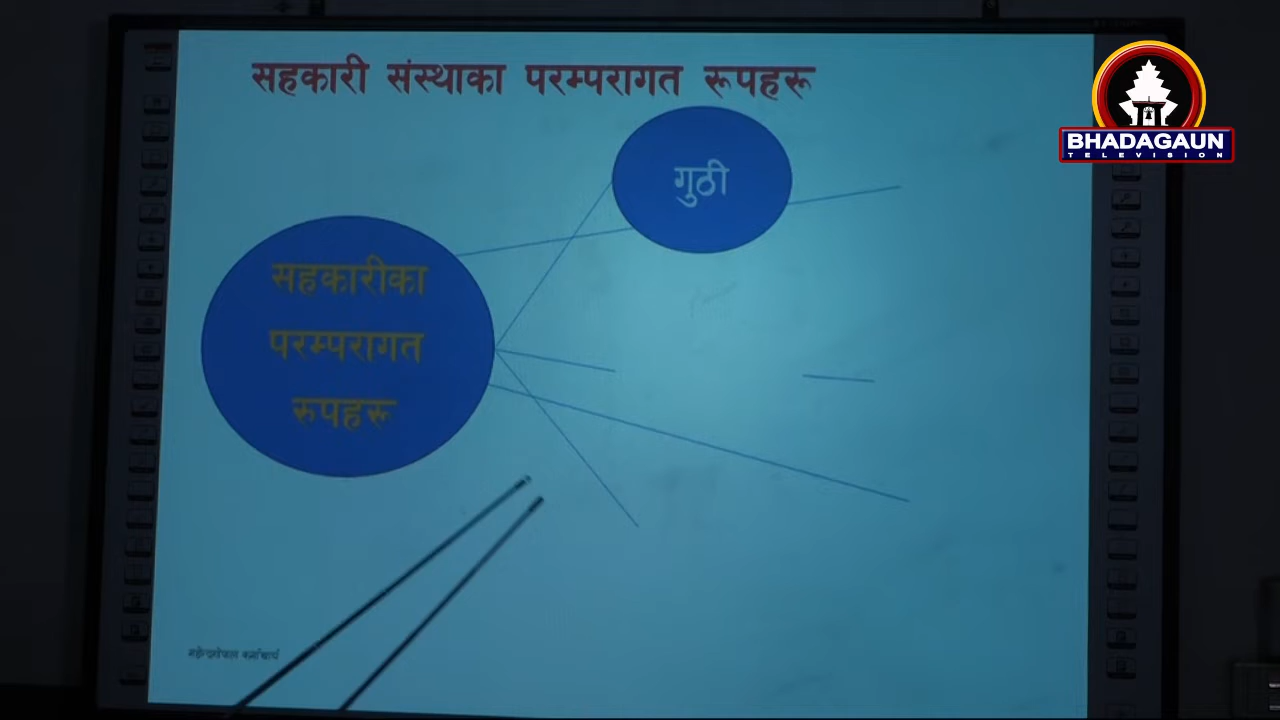 सहकारी संस्थाका परम्परागत रूपहरू
BHADAGAUN
TELEVISION
गुठी
सहकारीका
परम्परागत
रुपहरू